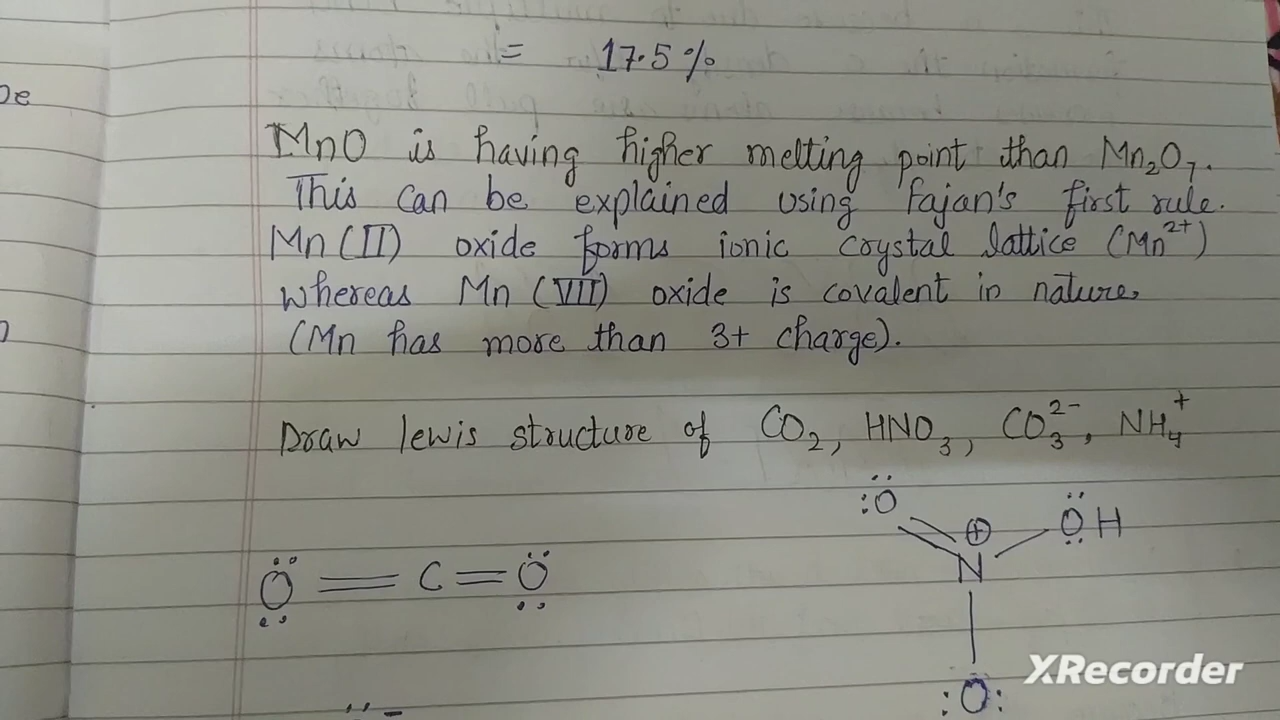 = 17.5%
MnO is having higher melting point than Mn₂O₇.
This can be explained using Fajan's first rule.
Mn (II) oxide forms ionic crystal lattice (Mn²⁺)
whereas Mn (VII) oxide is covalent in nature.
(Mn has more than 3+ charge).
Draw lewis structure of CO₂, HNO₃, CO₃²⁻, NH₄⁺
O = C = O
O
⊕
OH
N
O
XRecorder